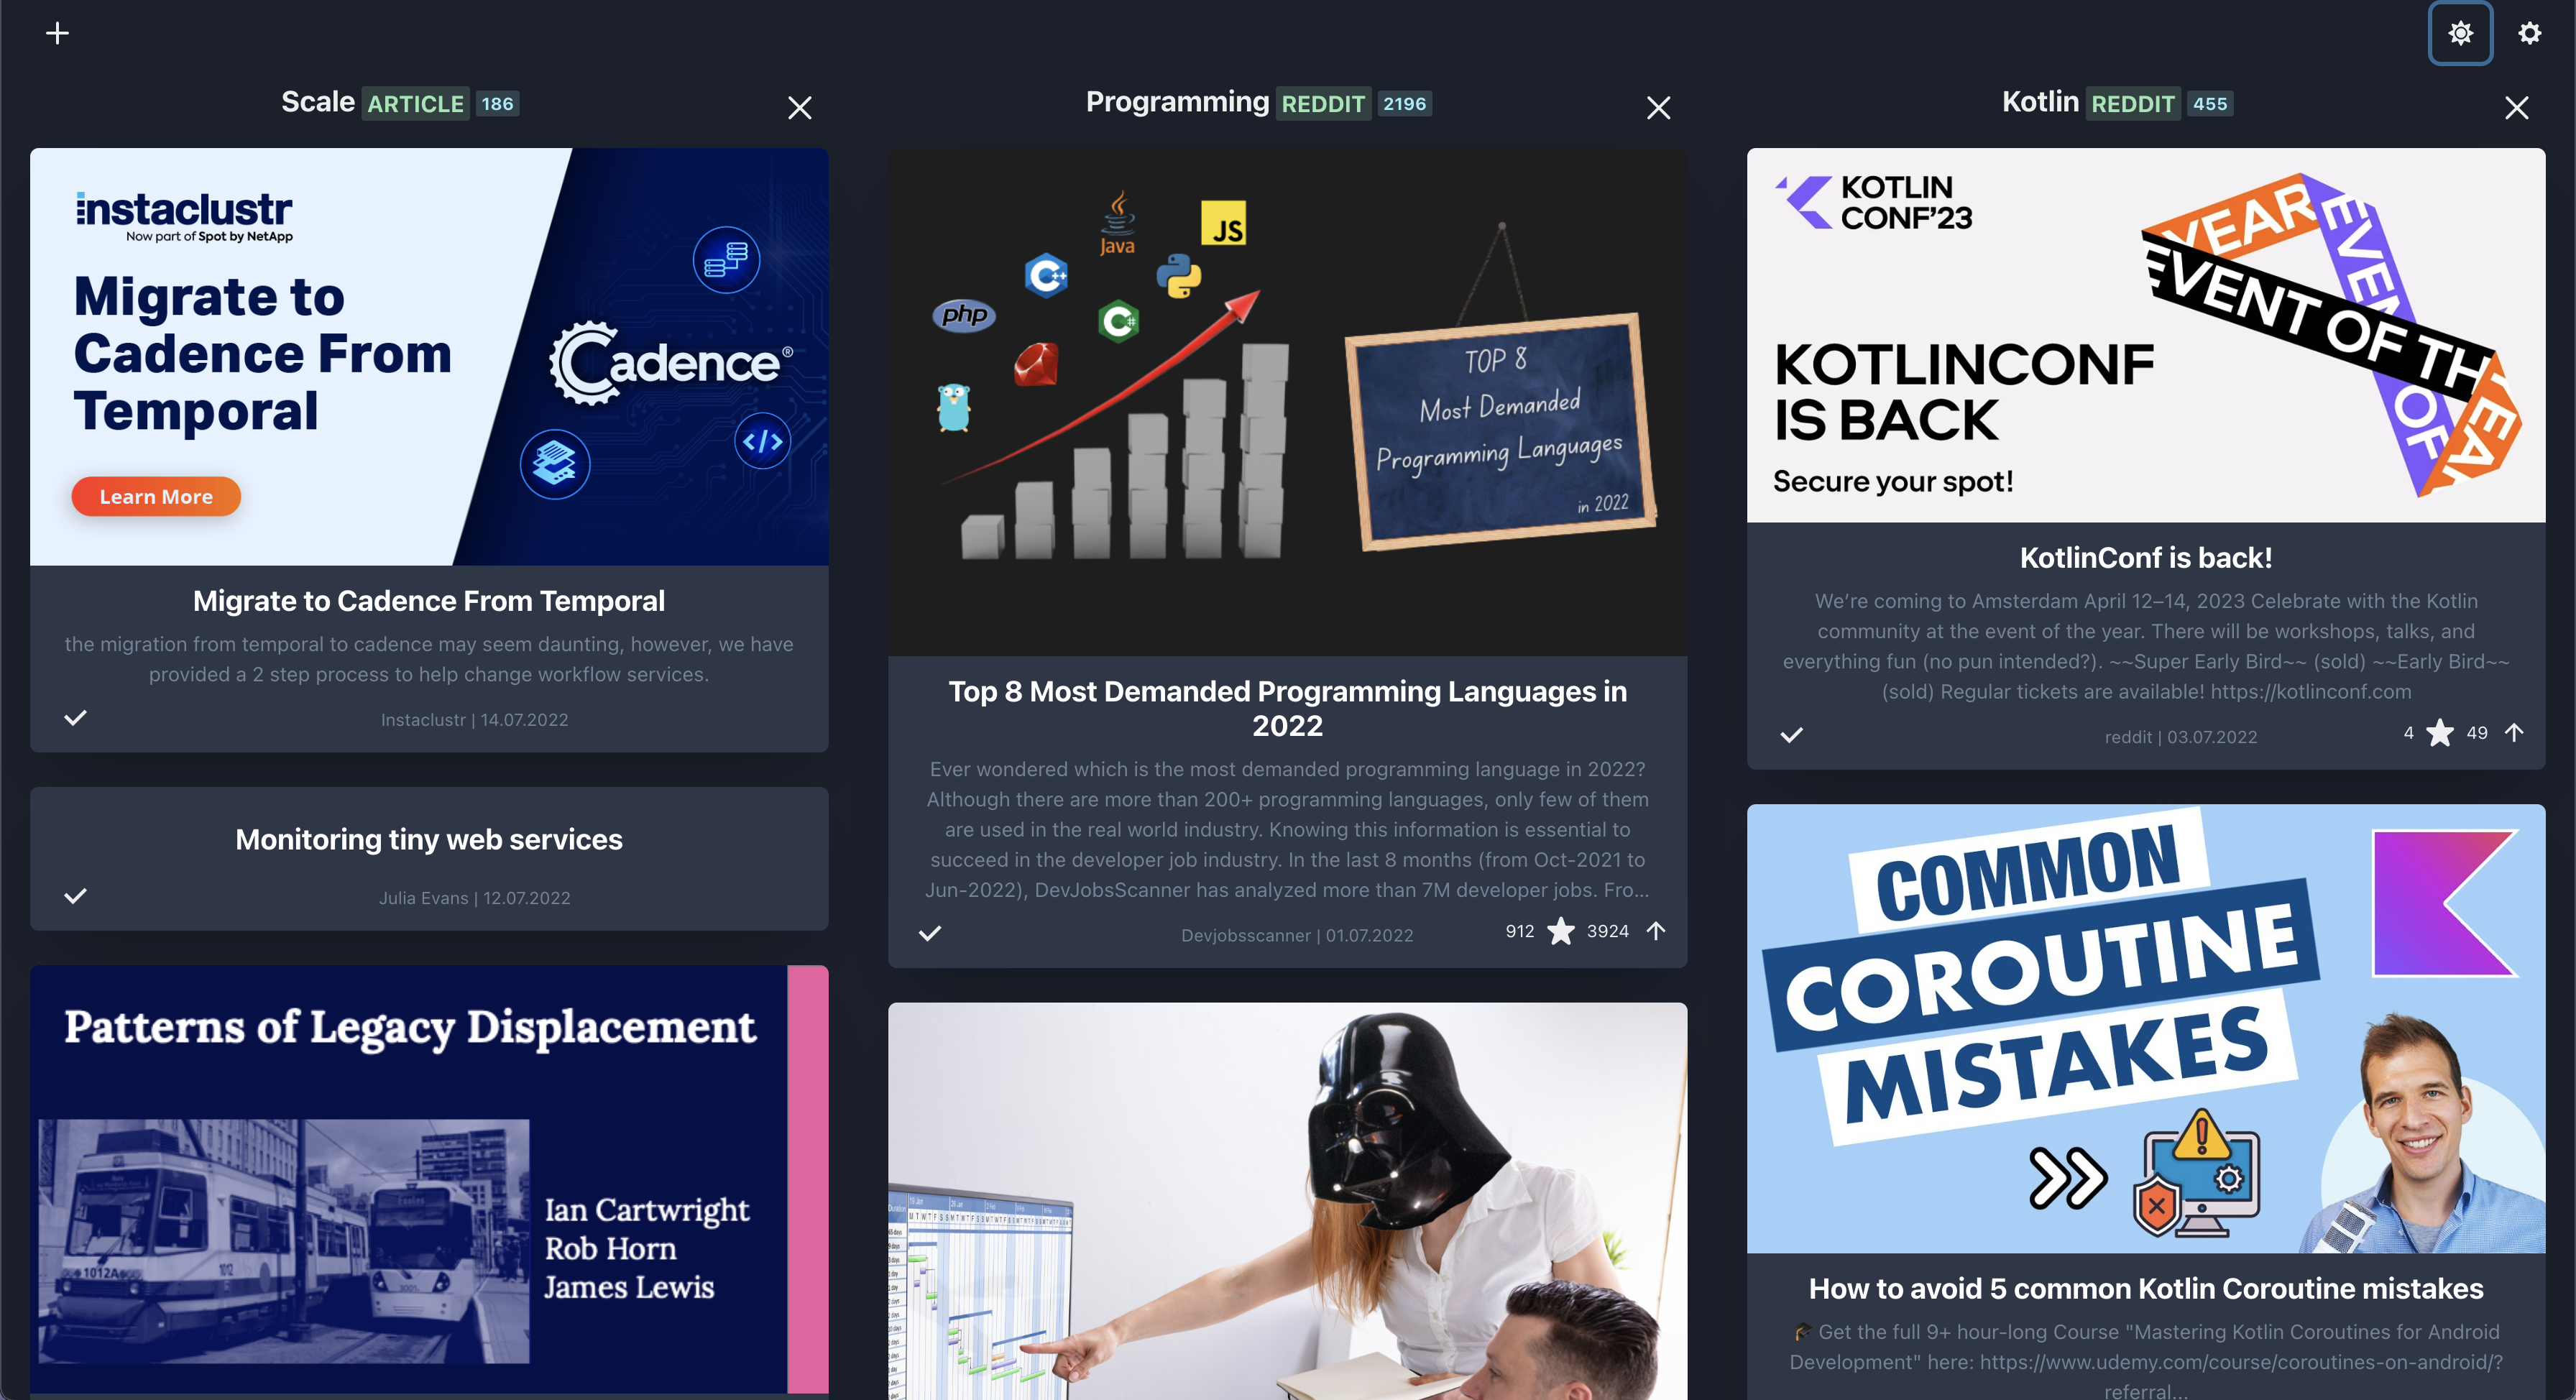 Scale ARTICLE 186
instaclustr
Now part of Spot by NetApp
Migrate to
Cadence From
Temporal
Learn More
Cadence®
</>
Migrate to Cadence From Temporal
the migration from temporal to cadence may seem daunting, however, we have
provided a 2 step process to help change workflow services.
Instaclustr | 14.07.2022
Monitoring tiny web services
Julia Evans | 12.07.2022
Patterns of Legacy Displacement
1012A
1012
Ian Cartwright
Rob Horn
James Lewis
Programming REDDIT 2196
Java
JS
C++
php
C#
TOP 8
Most Demanded
Programming Languages
in 2022
Top 8 Most Demanded Programming Languages in
2022
Ever wondered which is the most demanded programming language in 2022?
Although there are more than 200+ programming languages, only few of them
are used in the real world industry. Knowing this information is essential to
succeed in the developer job industry. In the last 8 months (from Oct-2021 to
Jun-2022), DevJobsScanner has analyzed more than 7M developer jobs. Fro...
Devjobsscanner | 01.07.2022
912 3924
Kotlin REDDIT 455
KOTLIN
CONF'23
YEAR
EVEN
EVENT OF TH
OF
EA
KOTLINCONF
IS BACK
Secure your spot!
KotlinConf is back!
We're coming to Amsterdam April 12–14, 2023 Celebrate with the Kotlin
community at the event of the year. There will be workshops, talks, and
everything fun (no pun intended?). ~~Super Early Bird~~ (sold) ~~Early Bird~~
(sold) Regular tickets are available! https://kotlinconf.com
reddit | 03.07.2022
4 49
COMMON
COROUTINE
MISTAKES
How to avoid 5 common Kotlin Coroutine mistakes
🎓 Get the full 9+ hour-long Course "Mastering Kotlin Coroutines for Android
Development" here: https://www.udemy.com/course/coroutines-on-android/?
referral...